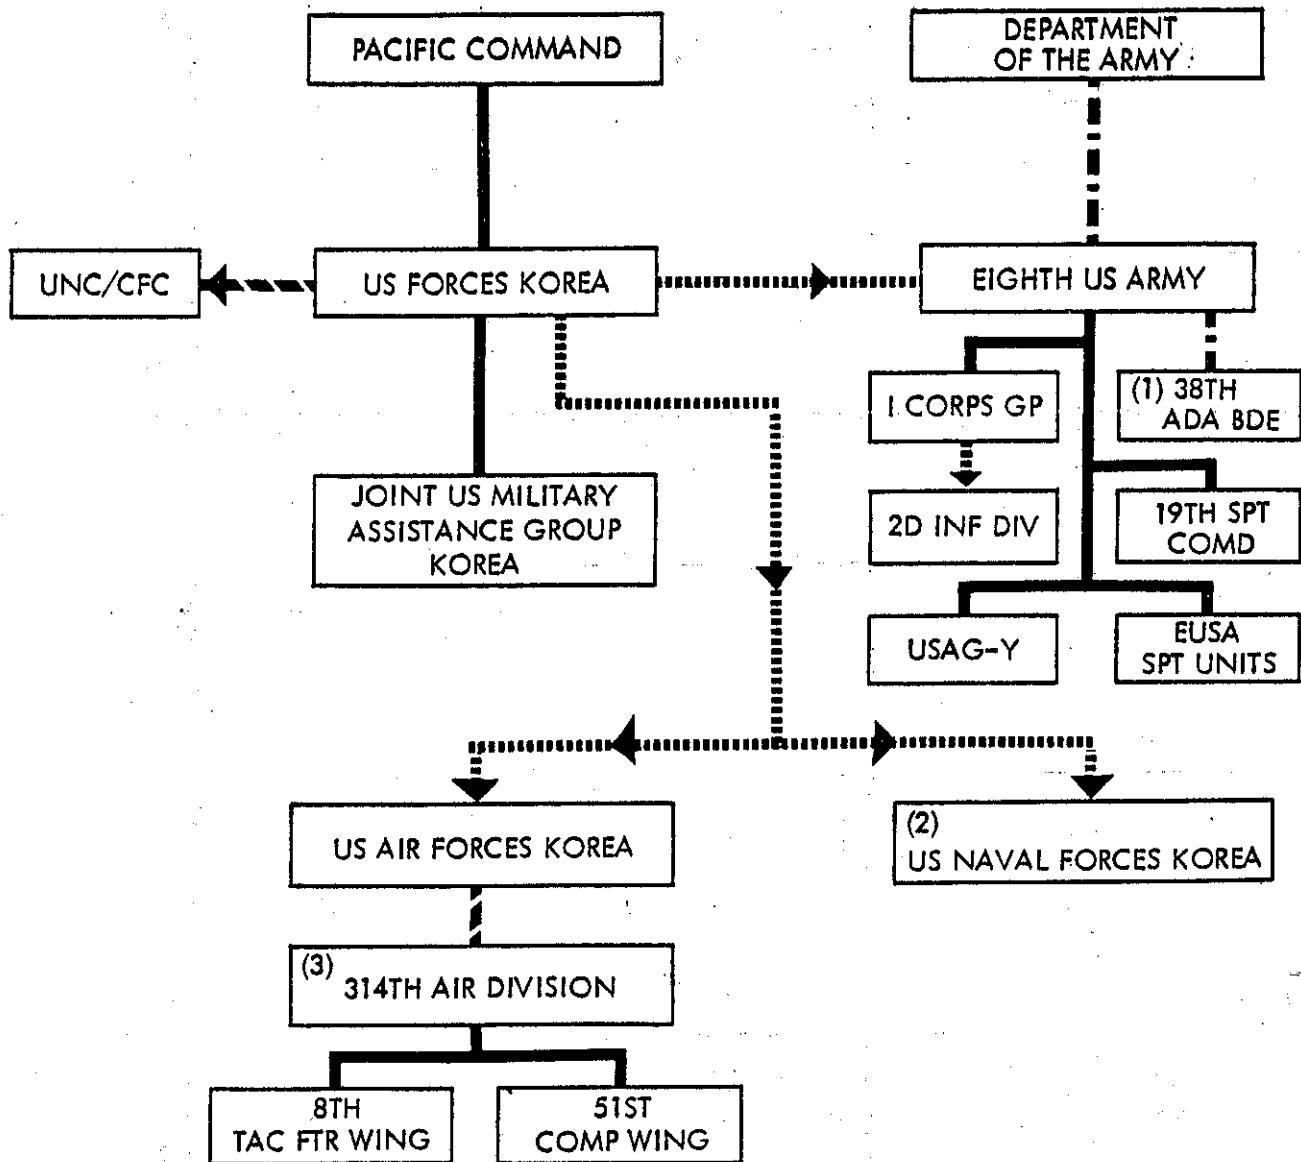 PACIFIC COMMAND
DEPARTMENT
OF THE ARMY
UNC/CFC
US FORCES KOREA
EIGHTH US ARMY
I CORPS GP
(1) 38TH
ADA BDE
JOINT US MILITARY
ASSISTANCE GROUP
KOREA
2D INF DIV
19TH SPT
COMD
USAG-Y
EUSA
SPT UNITS
US AIR FORCES KOREA
(2)
US NAVAL FORCES KOREA
(3)
314TH AIR DIVISION
8TH
TAC FTR WING
51ST
COMP WING